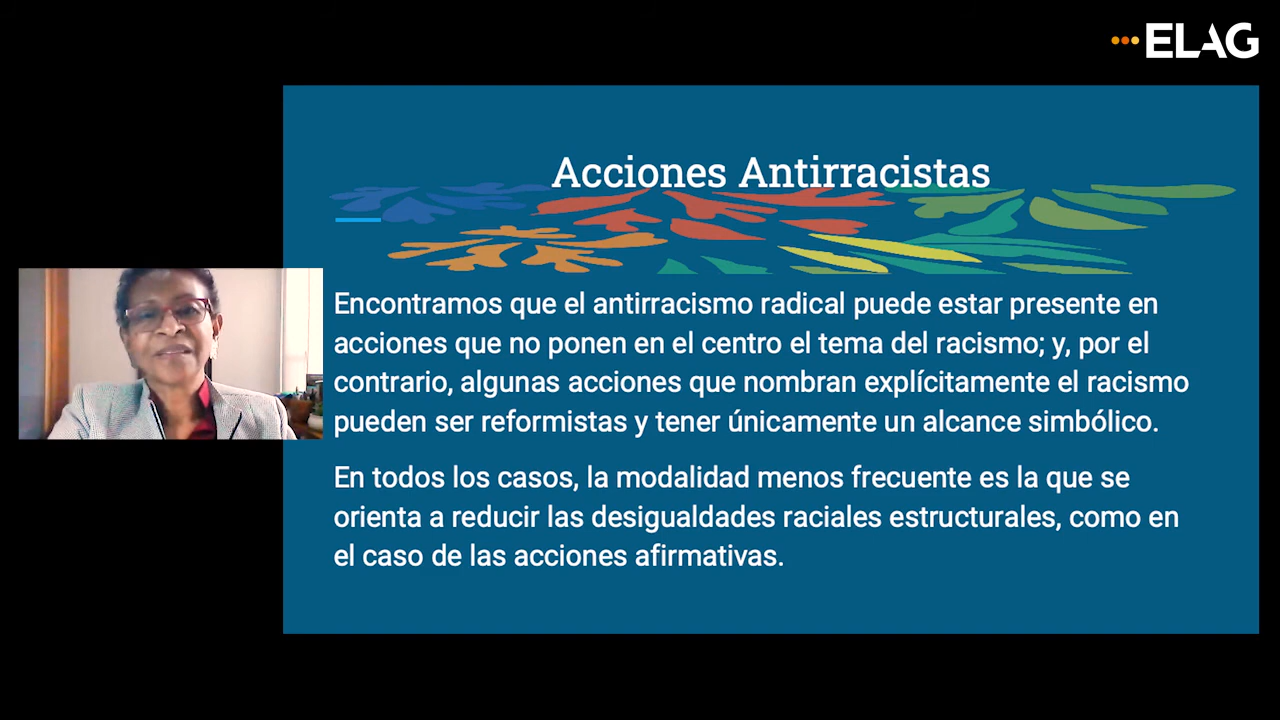 ELAG
Acciones Antirracistas
Encontramos que el antirracismo radical puede estar presente en
acciones que no ponen en el centro el tema del racismo; y, por el
contrario, algunas acciones que nombran explícitamente el racismo
pueden ser reformistas y tener únicamente un alcance simbólico.
En todos los casos, la modalidad menos frecuente es la que se
orienta a reducir las desigualdades raciales estructurales, como en
el caso de las acciones afirmativas.